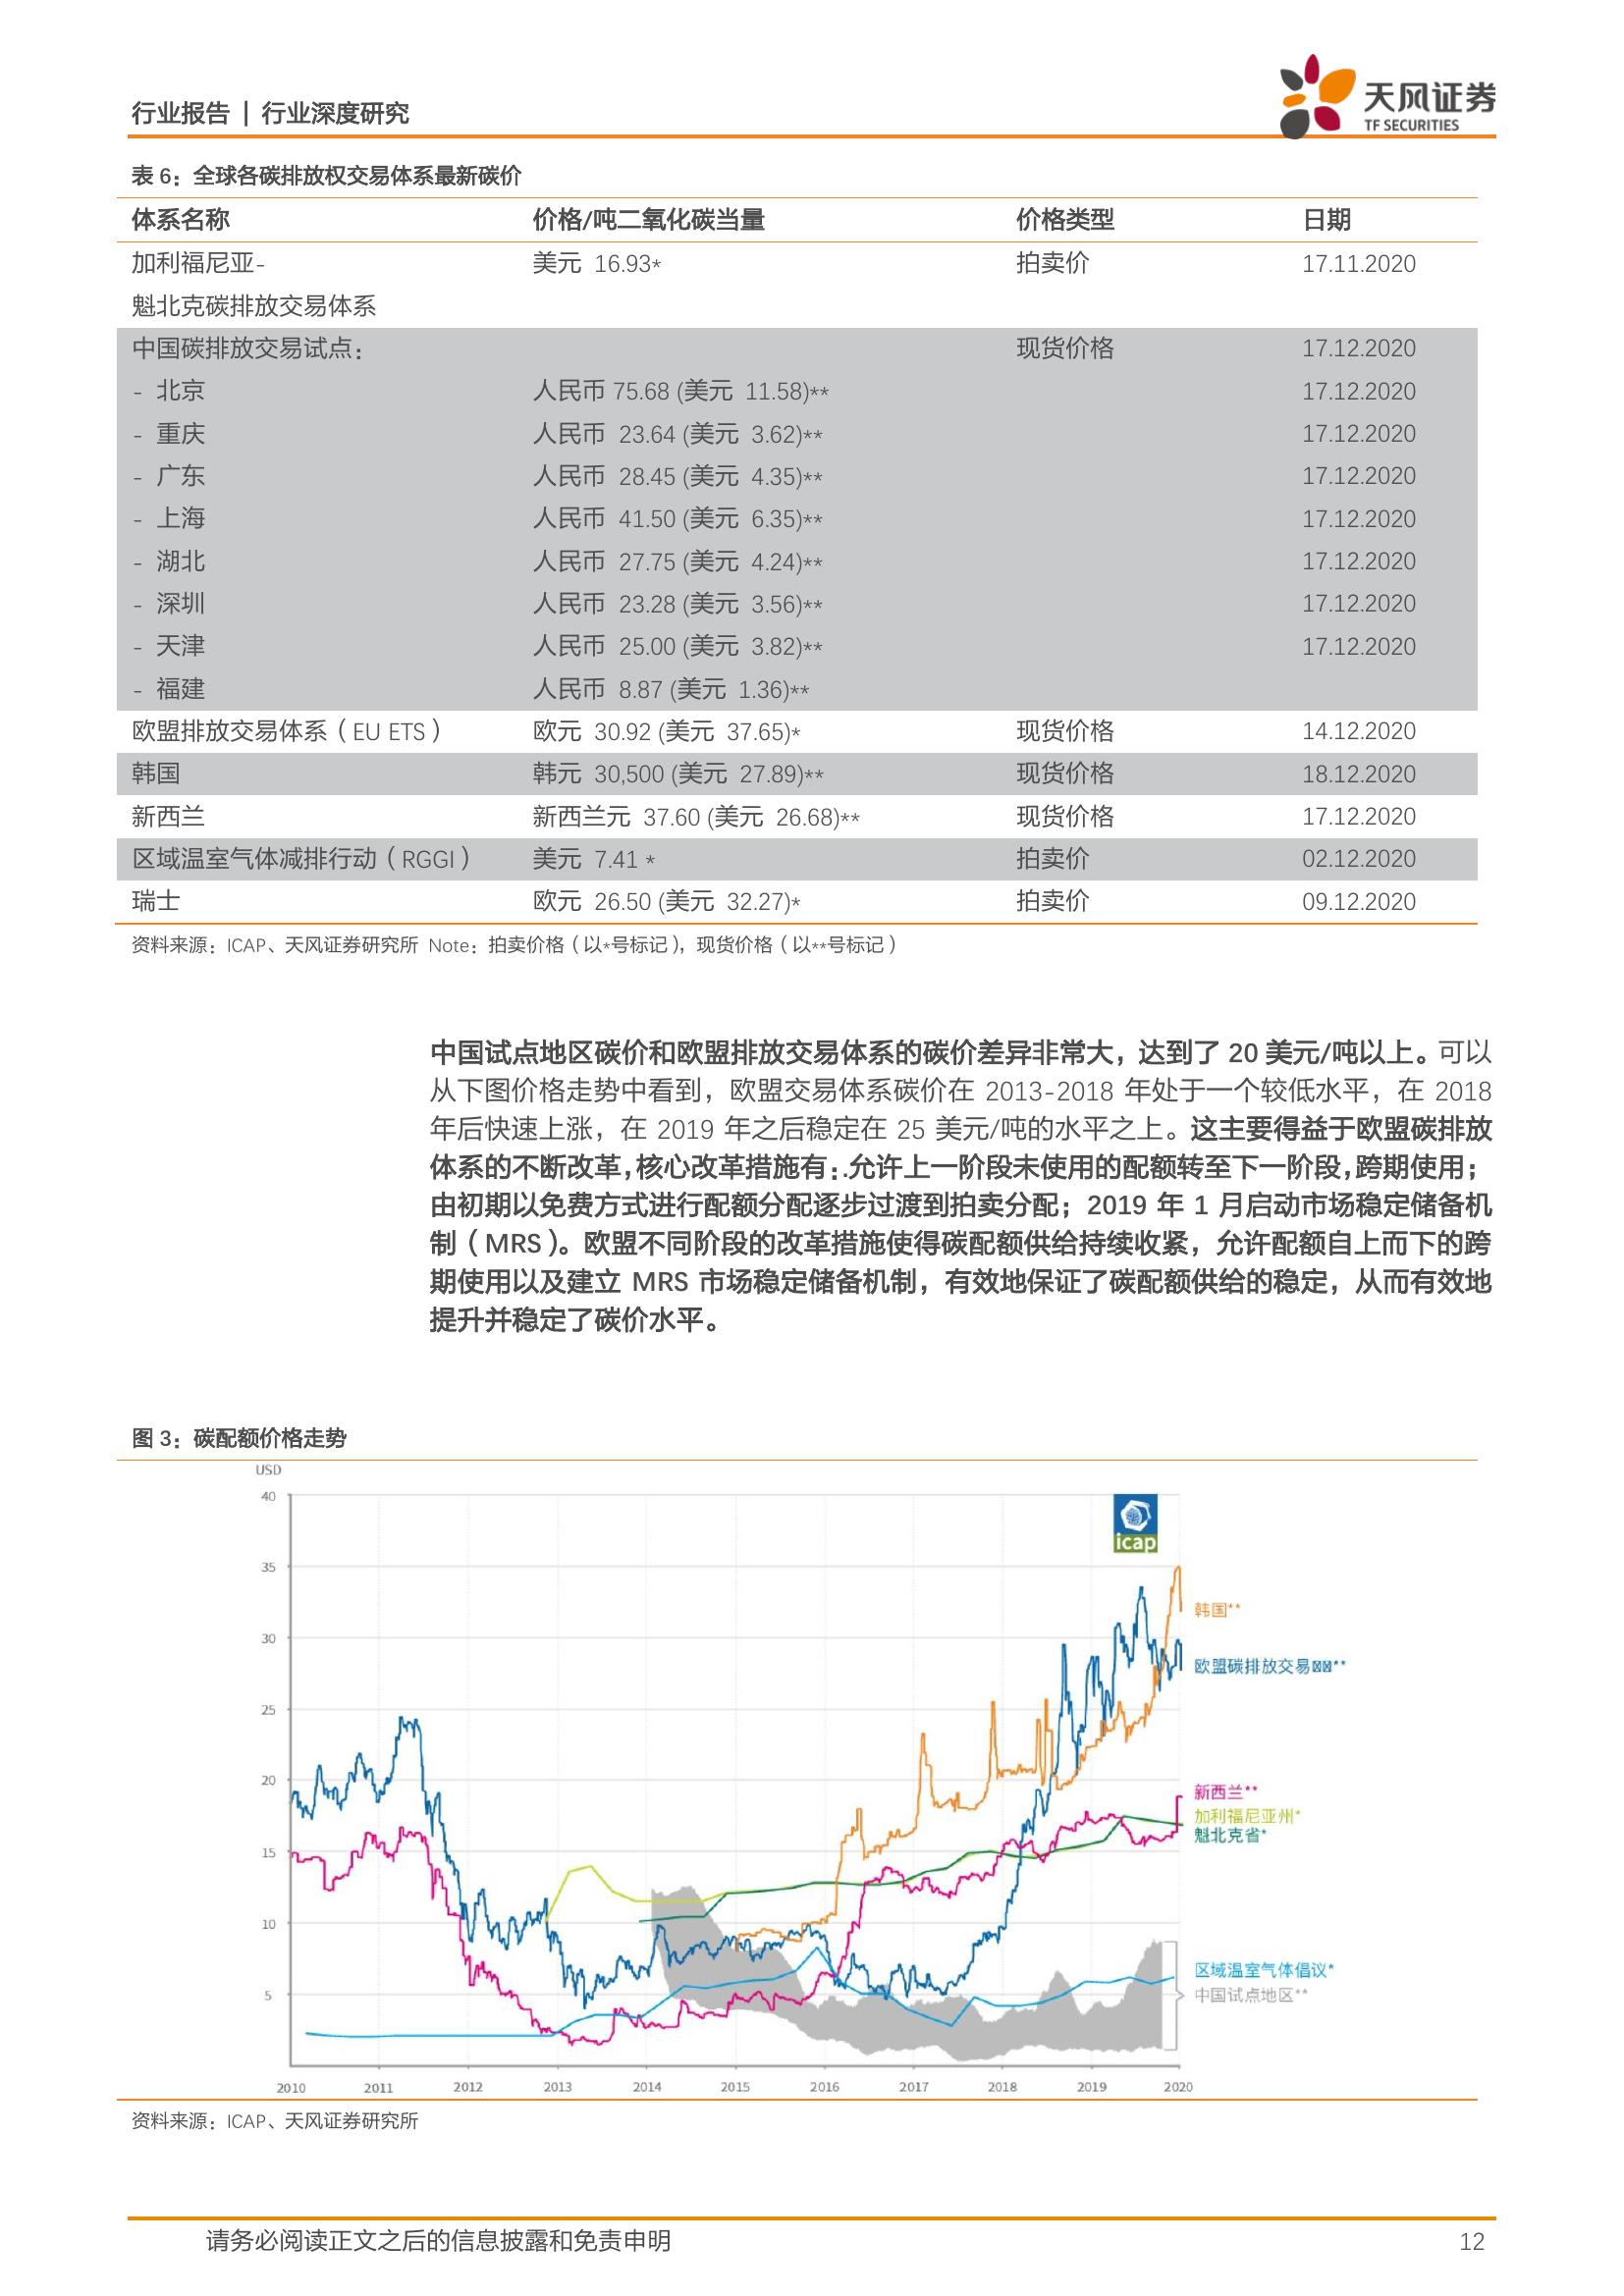 行业报告 | 行业深度研究
天风证券
TF SECURITIES
表 6：全球各碳排放权交易体系最新碳价
体系名称 价格/吨二氧化碳当量 价格类型 日期
加利福尼亚- 美元 16.93* 拍卖价 17.11.2020
魁北克碳排放交易体系
中国碳排放交易试点： 现货价格 17.12.2020
- 北京 人民币 75.68 (美元 11.58)** 17.12.2020
- 重庆 人民币 23.64 (美元 3.62)** 17.12.2020
- 广东 人民币 28.45 (美元 4.35)** 17.12.2020
- 上海 人民币 41.50 (美元 6.35)** 17.12.2020
- 湖北 人民币 27.75 (美元 4.24)** 17.12.2020
- 深圳 人民币 23.28 (美元 3.56)** 17.12.2020
- 天津 人民币 25.00 (美元 3.82)** 17.12.2020
- 福建 人民币 8.87 (美元 1.36)**
欧盟排放交易体系（EU ETS） 欧元 30.92 (美元 37.65)* 现货价格 14.12.2020
韩国 韩元 30,500 (美元 27.89)** 现货价格 18.12.2020
新西兰 新西兰元 37.60 (美元 26.68)** 现货价格 17.12.2020
区域温室气体减排行动（RGGI） 美元 7.41 * 拍卖价 02.12.2020
瑞士 欧元 26.50 (美元 32.27)* 拍卖价 09.12.2020
资料来源：ICAP、天风证券研究所 Note：拍卖价格（以*号标记），现货价格（以**号标记）
中国试点地区碳价和欧盟排放交易体系的碳价差异非常大，达到了 20 美元/吨以上。可以
从下图价格走势中看到，欧盟交易体系碳价在 2013-2018 年处于一个较低水平，在 2018
年后快速上涨，在 2019 年之后稳定在 25 美元/吨的水平之上。这主要得益于欧盟碳排放
体系的不断改革，核心改革措施有：.允许上一阶段未使用的配额转至下一阶段，跨期使用；
由初期以免费方式进行配额分配逐步过渡到拍卖分配；2019 年 1 月启动市场稳定储备机
制（MRS）。欧盟不同阶段的改革措施使得碳配额供给持续收紧，允许配额自上而下的跨
期使用以及建立 MRS 市场稳定储备机制，有效地保证了碳配额供给的稳定，从而有效地
提升并稳定了碳价水平。
图 3：碳配额价格走势
USD
40
icap
35
韩国**
30
欧盟碳排放交易**
25
20
新西兰**
加利福尼亚州*
魁北克省*
15
10
区域温室气体倡议*
5
中国试点地区**
2010 2011 2012 2013 2014 2015 2016 2017 2018 2019 2020
资料来源：ICAP、天风证券研究所
请务必阅读正文之后的信息披露和免责申明 12